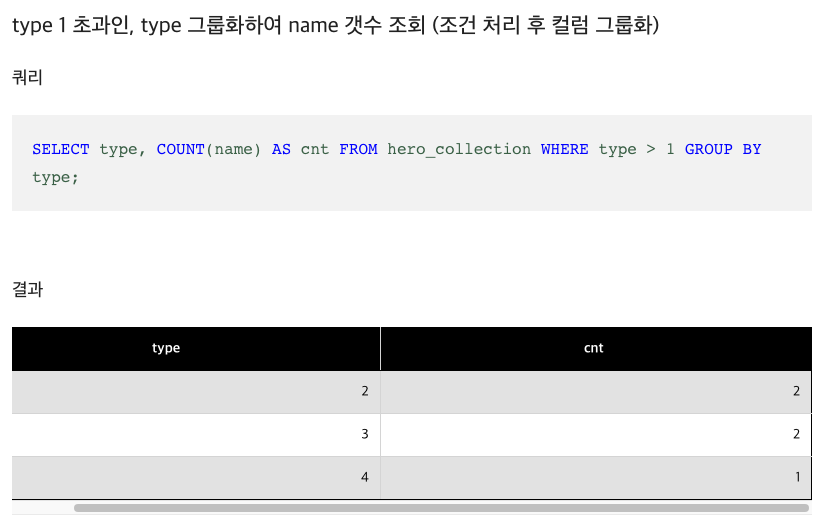 type 1 초과인, type 그룹화하여 name 갯수 조회 (조건 처리 후 컬럼 그룹화)
쿼리
SELECT type, COUNT(name) AS cnt FROM hero_collection WHERE type > 1 GROUP BY
type;
결과
type cnt
2 2
3 2
4 1